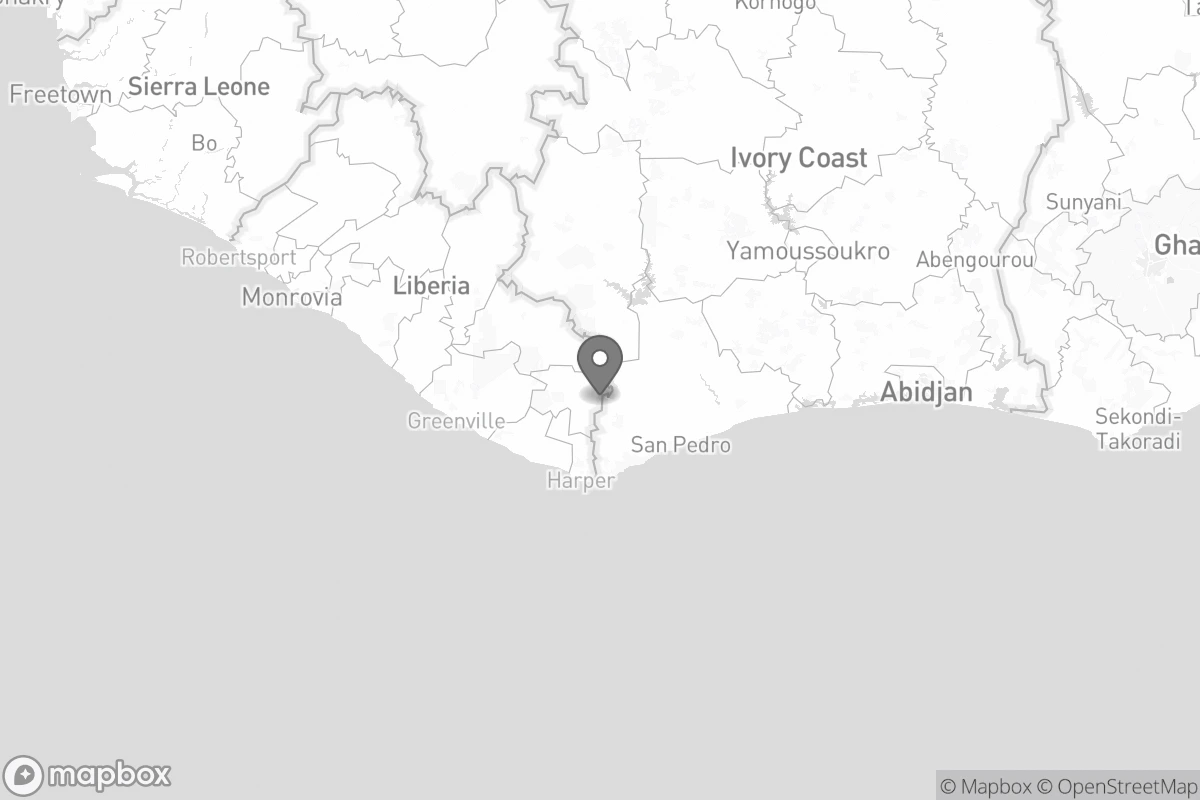 Korhogo
Sierra Leone
Freetown
Bo
Ivory Coast
Sunyani
Robertsport
Yamoussoukro
Abengourou
Gha
Monrovia
Liberia
Abidjan
Greenville
San Pedro
Sekondi-
Takoradi
Harper
mapbox
© Mapbox © OpenStreetMap